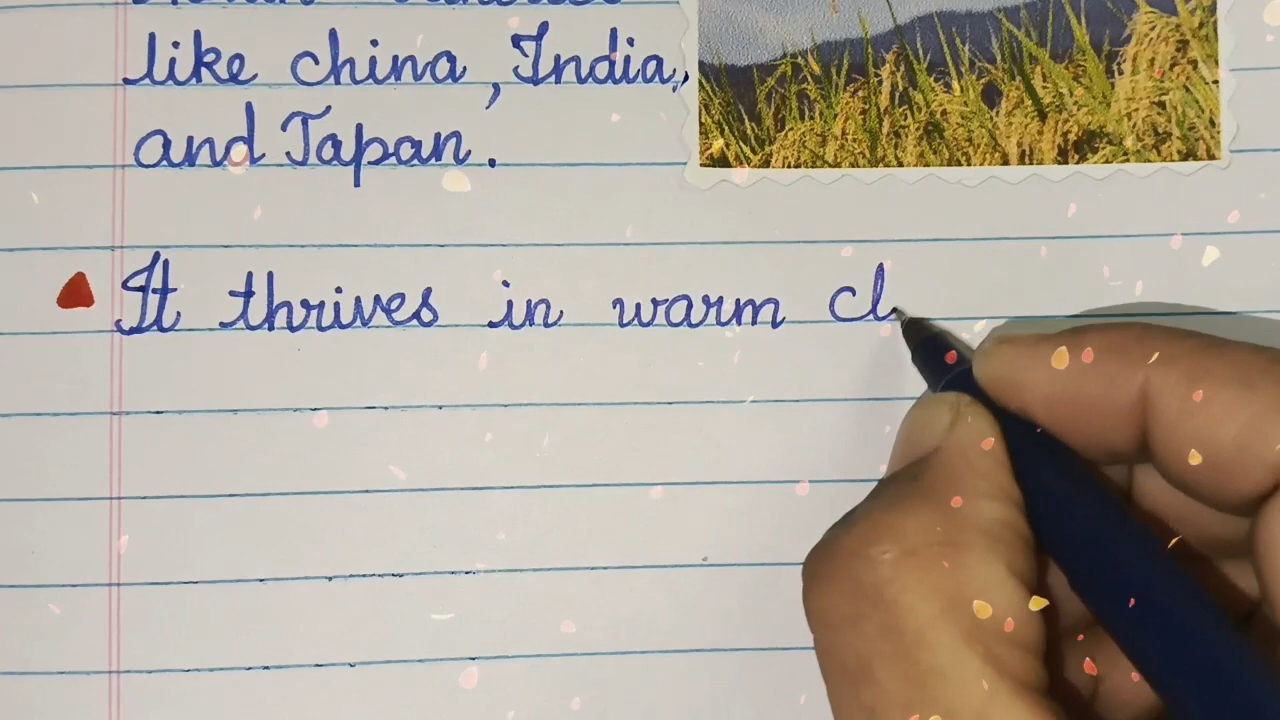 like china, India,
and Japan.
It thrives in warm cl